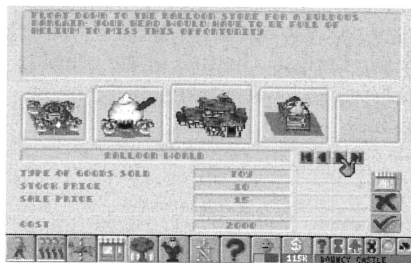 FLOAT DOWN TO THE BALLOON STORE FOR A BULBOUS
BARGAIN. YOUR HEAD WOULD HAVE TO BE FULL OF
HELIUM TO MISS THIS OPPORTUNITY
BALLOON WORLD
TYPE OF GOODS SOLD TOY
STOCK PRICE 10
SALE PRICE 15
COST 2000
115K BOUNCY CASTLE